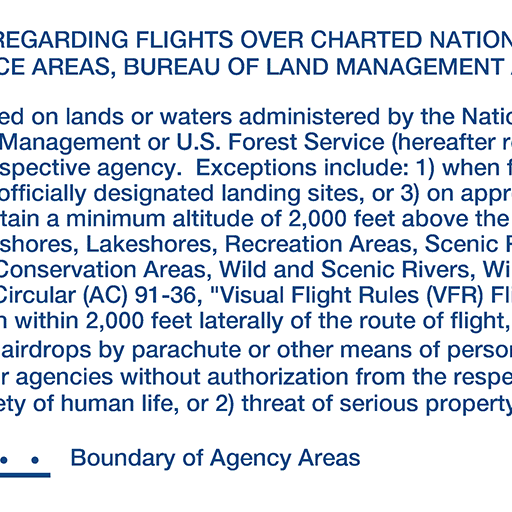 REGARDING FLIGHTS OVER CHARTED NATION
CE AREAS, BUREAU OF LAND MANAGEMENT
ed on lands or waters administered by the Natio
Management or U.S. Forest Service (hereafter r
spective agency. Exceptions include: 1) when f
officially designated landing sites, or 3) on appr
tain a minimum altitude of 2,000 feet above the
shores, Lakeshores, Recreation Areas, Scenic R
Conservation Areas, Wild and Scenic Rivers, Wi
Circular (AC) 91-36, "Visual Flight Rules (VFR) Fli
n within 2,000 feet laterally of the route of flight,
airdrops by parachute or other means of perso
r agencies without authorization from the respe
ety of human life, or 2) threat of serious property
Boundary of Agency Areas